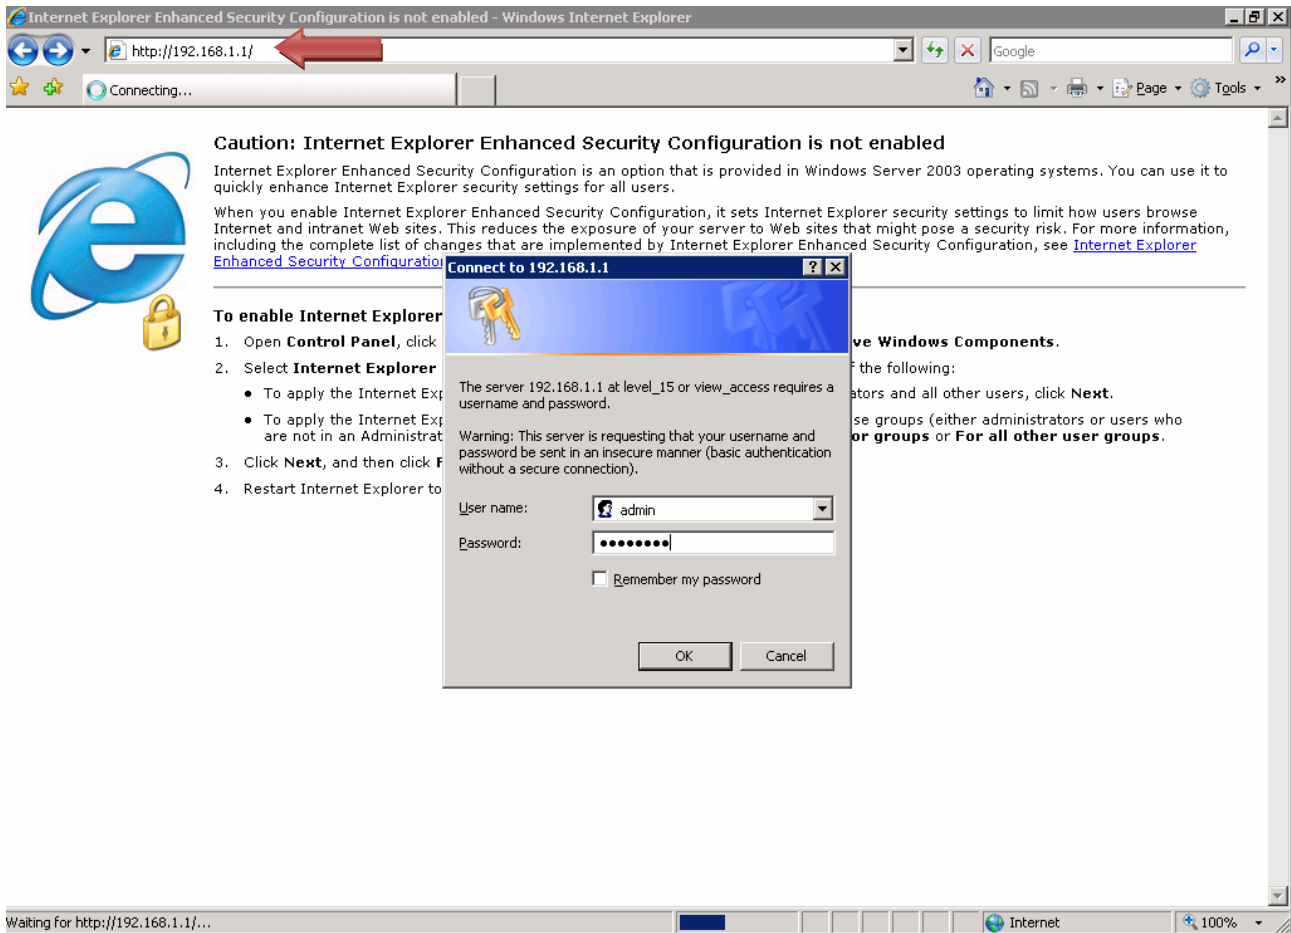 Internet Explorer Enhanced Security Configuration is not enabled - Windows Internet Explorer
http://192.168.1.1/
Google
Connecting...
Page
Tools
Caution: Internet Explorer Enhanced Security Configuration is not enabled
Internet Explorer Enhanced Security Configuration is an option that is provided in Windows Server 2003 operating systems. You can use it to
quickly enhance Internet Explorer security settings for all users.
When you enable Internet Explorer Enhanced Security Configuration, it sets Internet Explorer security settings to limit how users browse
Internet and intranet Web sites. This reduces the exposure of your server to Web sites that might pose a security risk. For more information,
including the complete list of changes that are implemented by Internet Explorer Enhanced Security Configuration, see Internet Explorer
Enhanced Security Configuration
To enable Internet Explorer
1. Open Control Panel, click
ve Windows Components.
2. Select Internet Explorer
f the following:
• To apply the Internet Exp
ators and all other users, click Next.
• To apply the Internet Exp
se groups (either administrators or users who
are not in an Administrat
or groups or For all other user groups.
3. Click Next, and then click F
4. Restart Internet Explorer to
Connect to 192.168.1.1
The server 192.168.1.1 at level_15 or view_access requires a
username and password.
Warning: This server is requesting that your username and
password be sent in an insecure manner (basic authentication
without a secure connection).
User name:
admin
Password:
Remember my password
OK
Cancel
Waiting for http://192.168.1.1/...
Internet
100%